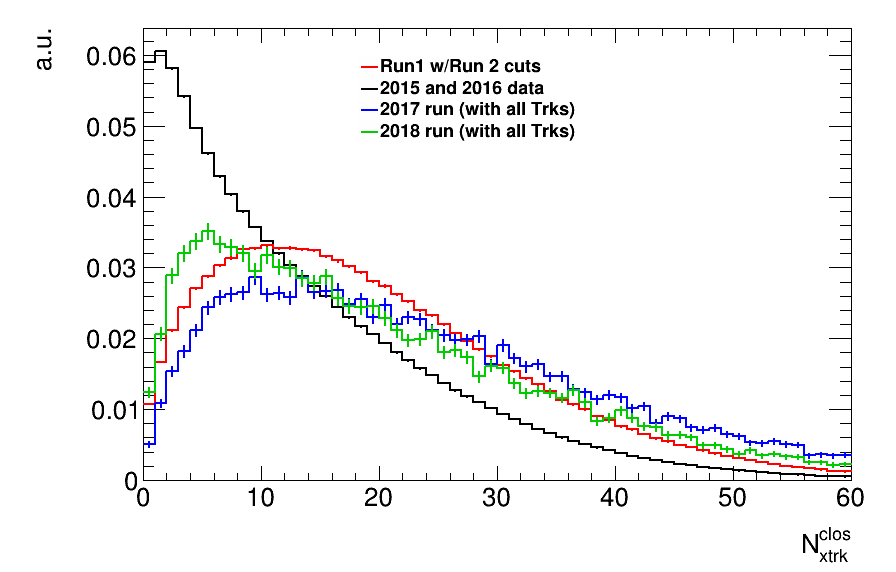 a.u.
0.06
0.05
0.04
0.03
0.02
0.01
0
Run1 w/Run 2 cuts
2015 and 2016 data
2017 run (with all Trks)
2018 run (with all Trks)
0 10 20 30 40 50 60
N clos xtrk